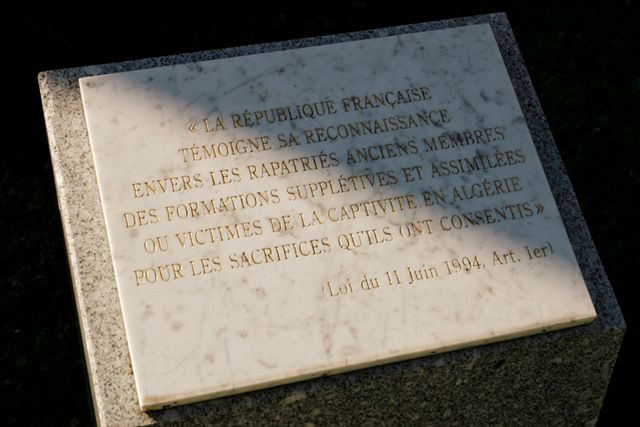 « LA RÉPUBLIQUE FRANÇAISE
TÉMOIGNE SA RECONNAISSANCE
ENVERS LES RAPATRIÉS ANCIENS MEMBRES
DES FORMATIONS SUPPLÉTIVES ET ASSIMILÉES
OU VICTIMES DE LA CAPTIVITÉ EN ALGÉRIE
POUR LES SACRIFICES QU'ILS ONT CONSENTIS »
(Loi du 11 Juin 1994, Art. 1er)